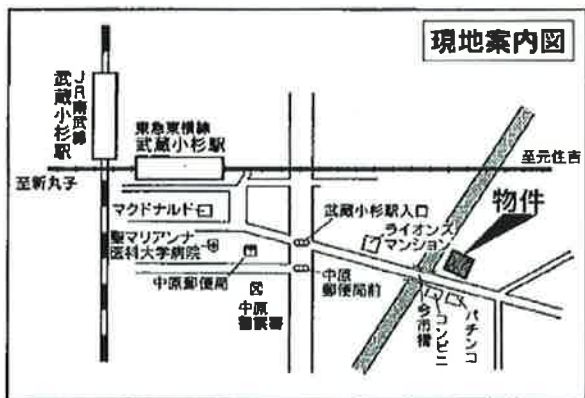 現地案内図
JR南武線
武蔵小杉駅
東急東横線
武蔵小杉駅
至元住吉
至新丸子
物件
マクドナルド
武蔵小杉駅入口
ライオンズ
マンション
聖マリアンナ
医科大学病院
中原郵便局
中原
郵便局前
中原
警察署
今市橋
コンビニ
パチンコ